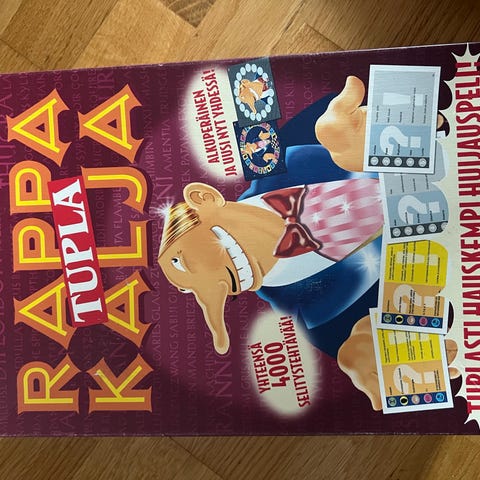 RAPPA
TUPLA
KALJA
ALKUPERÄINEN
JA UUSI NYT YHDESSÄ!
YHTEENSÄ
4000
SELITYSTEHTÄVÄÄ!
TUPLASTI HAUSKEMPI HUIJAUSPELI!